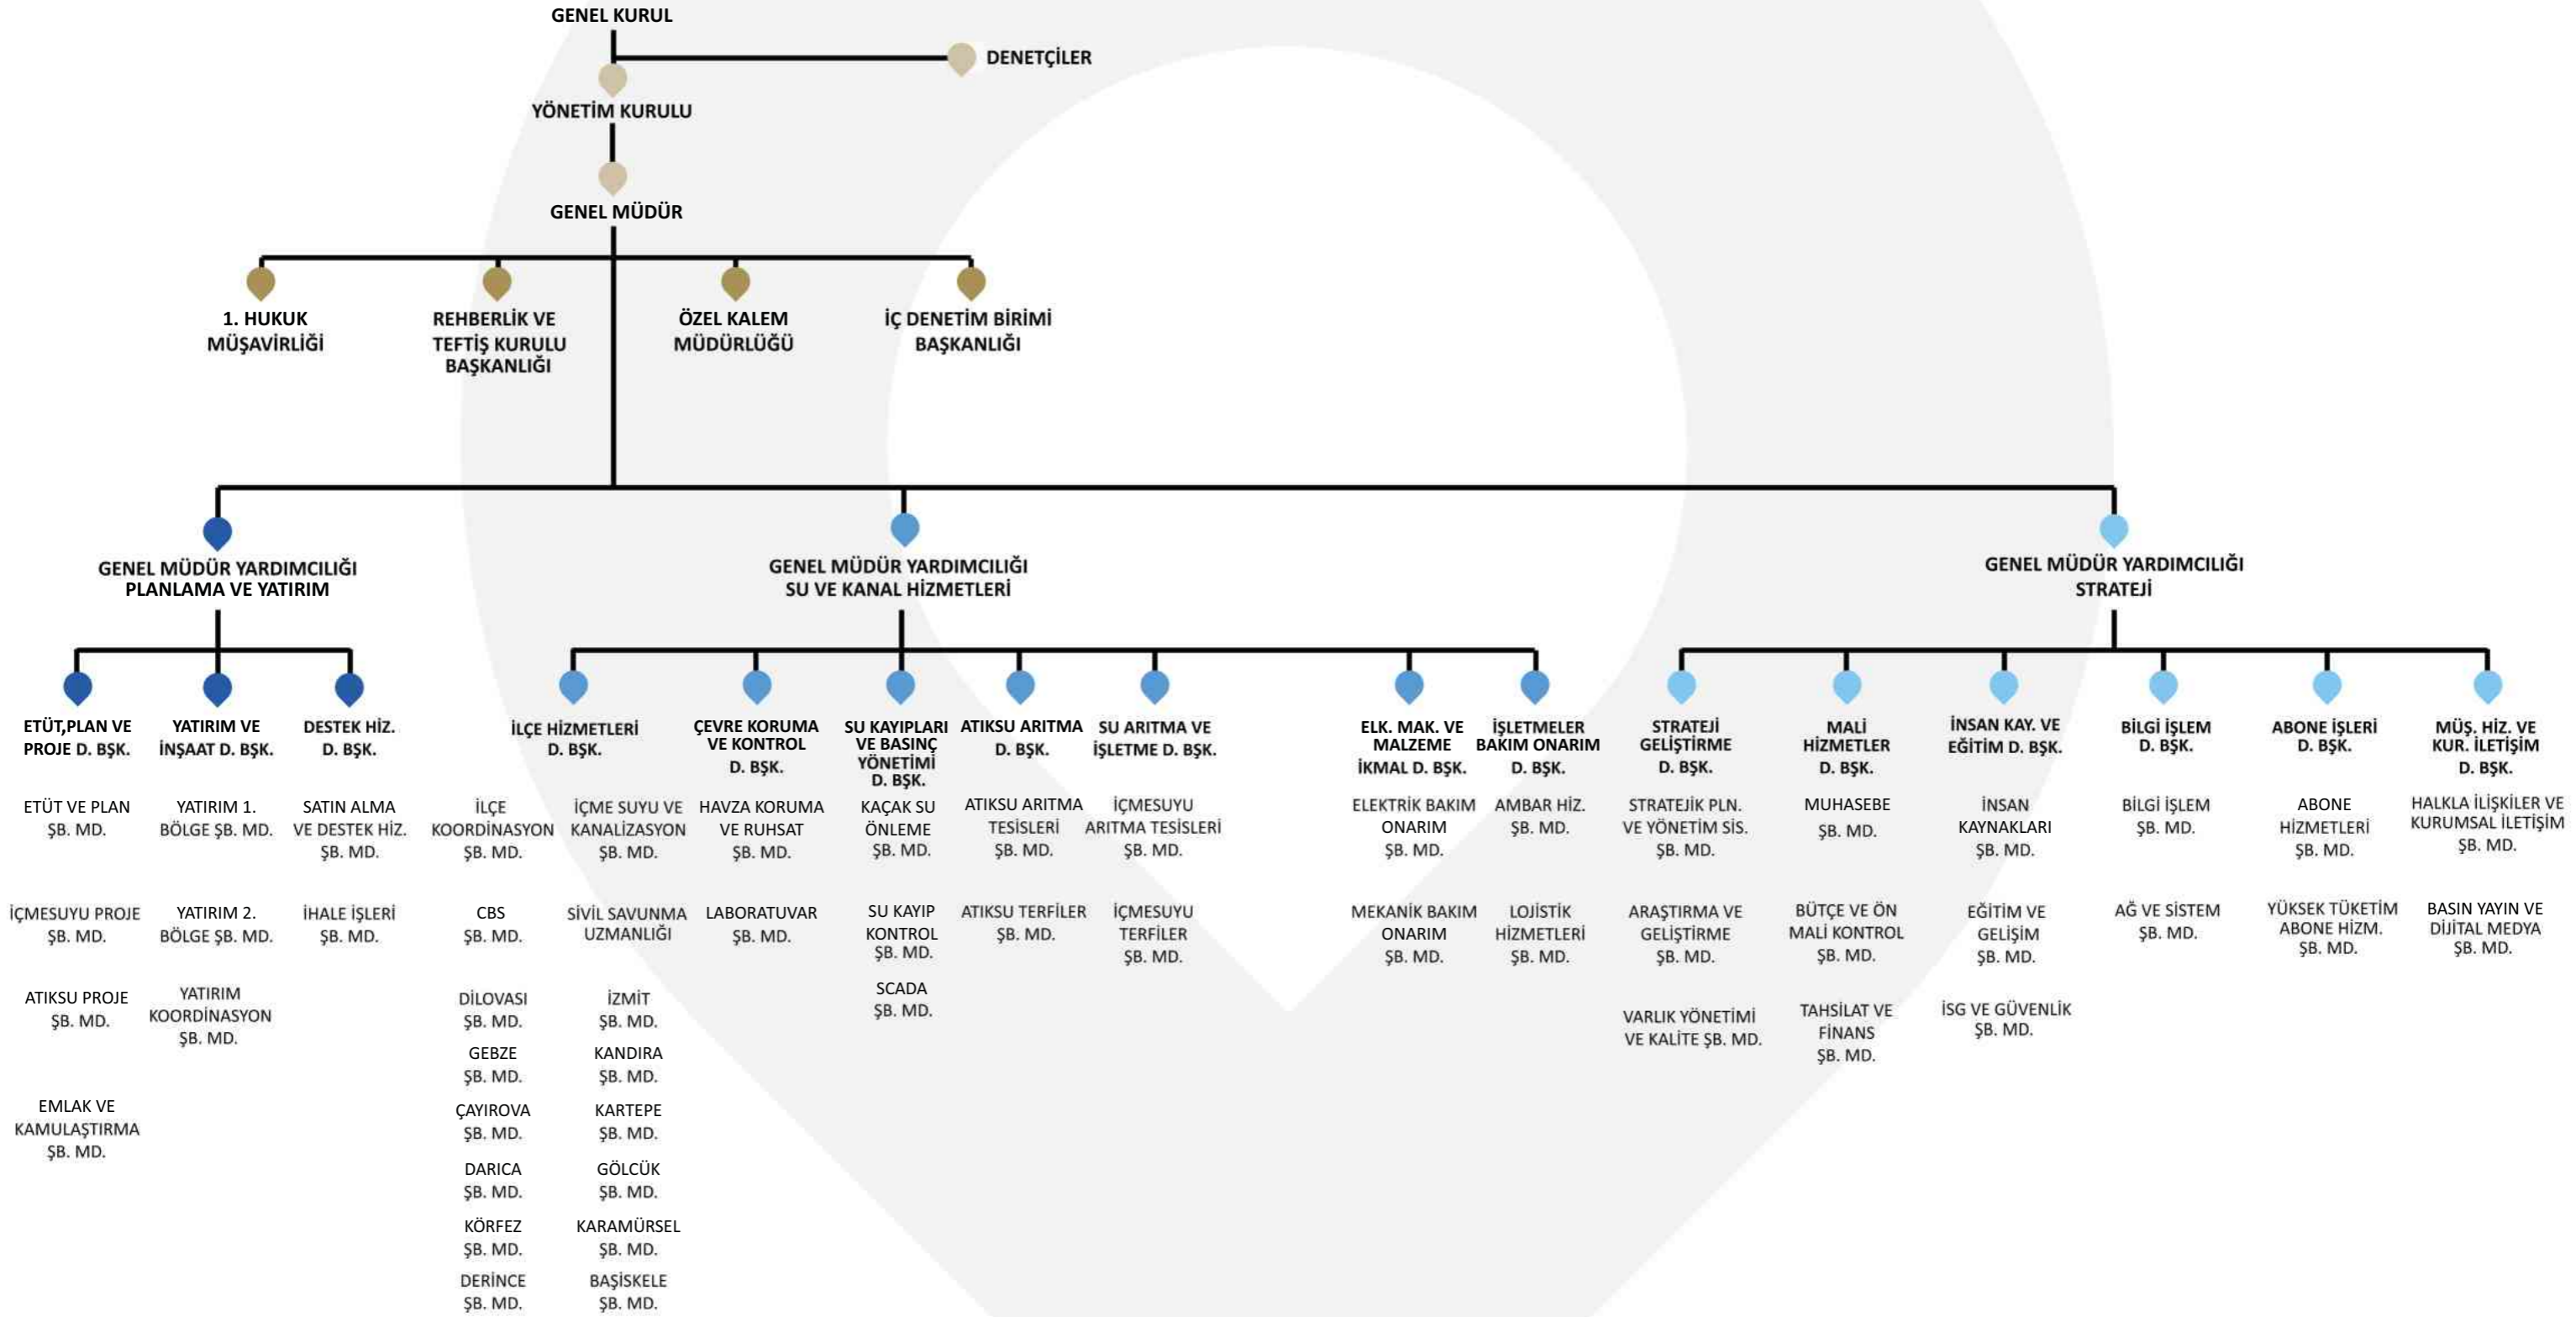 GENEL KURUL
DENETÇİLER
YÖNETİM KURULU
GENEL MÜDÜR
1. HUKUK
MÜŞAVİRLİĞİ
REHBERLİK VE
TEFTİŞ KURULU
BAŞKANLIĞI
ÖZEL KALEM
MÜDÜRLÜĞÜ
İÇ DENETİM BİRİMİ
BAŞKANLIĞI
GENEL MÜDÜR YARDIMCILIĞI
PLANLAMA VE YATIRIM
GENEL MÜDÜR YARDIMCILIĞI
SU VE KANAL HİZMETLERİ
GENEL MÜDÜR YARDIMCILIĞI
STRATEJİ
ETÜT,PLAN VE
PROJE D. BŞK.
ETÜT VE PLAN
ŞB. MD.
İÇMESUYU PROJE
ŞB. MD.
ATIKSU PROJE
ŞB. MD.
EMLAK VE
KAMULAŞTIRMA
ŞB. MD.
YATIRIM VE
İNŞAAT D. BŞK.
YATIRIM 1.
BÖLGE ŞB. MD.
YATIRIM 2.
BÖLGE ŞB. MD.
YATIRIM
KOORDİNASYON
ŞB. MD.
DESTEK HİZ.
D. BŞK.
SATIN ALMA
VE DESTEK HİZ.
ŞB. MD.
İHALE İŞLERİ
ŞB. MD.
İLÇE HİZMETLERİ
D. BŞK.
İLÇE
KOORDİNASYON
ŞB. MD.
CBS
ŞB. MD.
DİLOVASI
ŞB. MD.
GEBZE
ŞB. MD.
ÇAYIROVA
ŞB. MD.
DARICA
ŞB. MD.
KÖRFEZ
ŞB. MD.
DERİNCE
ŞB. MD.
İÇME SUYU VE
KANALİZASYON
ŞB. MD.
SİVİL SAVUNMA
UZMANLIĞI
İZMİT
ŞB. MD.
KANDIRA
ŞB. MD.
KARTEPE
ŞB. MD.
GÖLCÜK
ŞB. MD.
KARAMÜRSEL
ŞB. MD.
BAŞİSKELE
ŞB. MD.
ÇEVRE KORUMA
VE KONTROL
D. BŞK.
HAVZA KORUMA
VE RUHSAT
ŞB. MD.
LABORATUVAR
ŞB. MD.
SU KAYIPLARI
VE BASINÇ
YÖNETİMİ
D. BŞK.
KAÇAK SU
ÖNLEME
ŞB. MD.
SU KAYIP
KONTROL
ŞB. MD.
SCADA
ŞB. MD.
ATIKSU ARITMA
D. BŞK.
ATIKSU ARITMA
TESİSLERİ
ŞB. MD.
ATIKSU TERFİLER
ŞB. MD.
SU ARITMA VE
İŞLETME D. BŞK.
İÇMESUYU
ARITMA TESİSLERİ
ŞB. MD.
İÇMESUYU
TERFİLER
ŞB. MD.
ELK. MAK. VE
MALZEME
İKMAL D. BŞK.
ELEKTRİK BAKIM
ONARIM
ŞB. MD.
MEKANİK BAKIM
ONARIM
ŞB. MD.
İŞLETMELER
BAKIM ONARIM
D. BŞK.
AMBAR HİZ.
ŞB. MD.
LOJİSTİK
HİZMETLERİ
ŞB. MD.
STRATEJİ
GELİŞTİRME
D. BŞK.
STRATEJİK PLN.
VE YÖNETİM SİS.
ŞB. MD.
ARAŞTIRMA VE
GELİŞTİRME
ŞB. MD.
VARLIK YÖNETİMİ
VE KALİTE ŞB. MD.
MALİ
HİZMETLER
D. BŞK.
MUHASEBE
ŞB. MD.
BÜTÇE VE ÖN
MALİ KONTROL
ŞB. MD.
TAHSİLAT VE
FİNANS
ŞB. MD.
İNSAN KAY. VE
EĞİTİM D. BŞK.
İNSAN
KAYNAKLARI
ŞB. MD.
EĞİTİM VE
GELİŞİM
ŞB. MD.
İSG VE GÜVENLİK
ŞB. MD.
BİLGİ İŞLEM
D. BŞK.
BİLGİ İŞLEM
ŞB. MD.
AĞ VE SİSTEM
ŞB. MD.
ABONE İŞLERİ
D. BŞK.
ABONE
HİZMETLERİ
ŞB. MD.
YÜKSEK TÜKETİM
ABONE HİZM.
ŞB. MD.
MÜŞ. HİZ. VE
KUR. İLETİŞİM
D. BŞK.
HALKLA İLİŞKİLER VE
KURUMSAL İLETİŞİM
ŞB. MD.
BASIN YAYIN VE
DİJİTAL MEDYA
ŞB. MD.